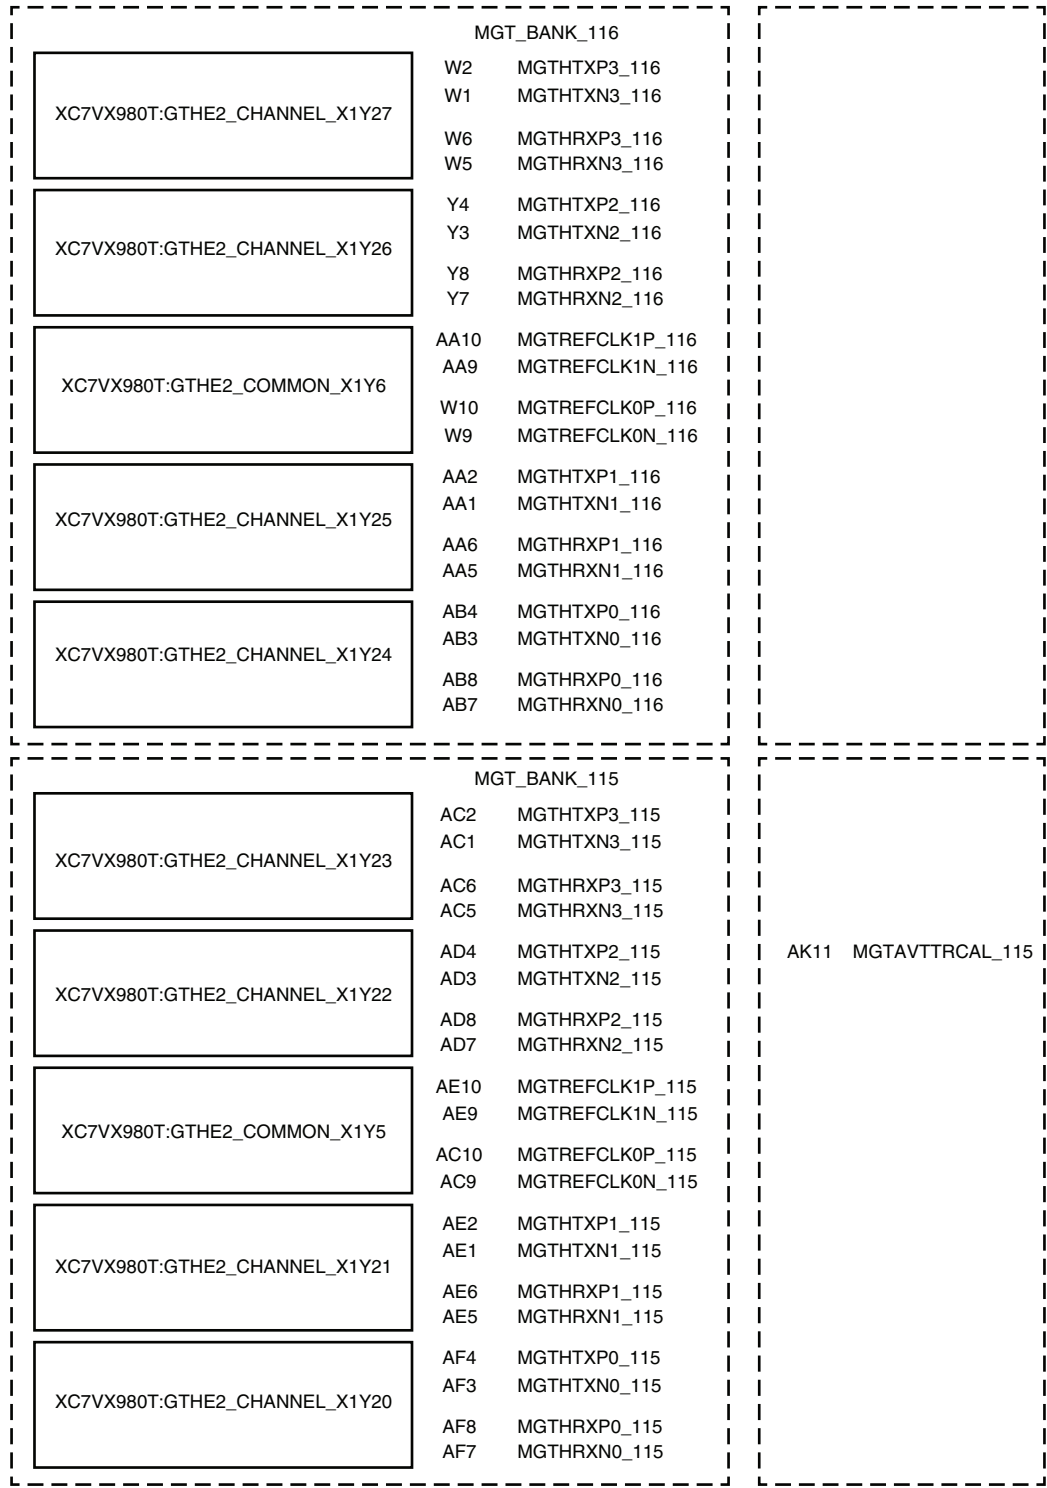 MGT_BANK_116
W2 MGTHTXP3_116
W1 MGTHTXN3_116
XC7VX980T:GTHE2_CHANNEL_X1Y27
W6 MGTHRXP3_116
W5 MGTHRXN3_116
Y4 MGTHTXP2_116
Y3 MGTHTXN2_116
XC7VX980T:GTHE2_CHANNEL_X1Y26
Y8 MGTHRXP2_116
Y7 MGTHRXN2_116
AA10 MGTREFCLK1P_116
AA9 MGTREFCLK1N_116
XC7VX980T:GTHE2_COMMON_X1Y6
W10 MGTREFCLK0P_116
W9 MGTREFCLK0N_116
AA2 MGTHTXP1_116
AA1 MGTHTXN1_116
XC7VX980T:GTHE2_CHANNEL_X1Y25
AA6 MGTHRXP1_116
AA5 MGTHRXN1_116
AB4 MGTHTXP0_116
AB3 MGTHTXN0_116
XC7VX980T:GTHE2_CHANNEL_X1Y24
AB8 MGTHRXP0_116
AB7 MGTHRXN0_116
MGT_BANK_115
AC2 MGTHTXP3_115
AC1 MGTHTXN3_115
XC7VX980T:GTHE2_CHANNEL_X1Y23
AC6 MGTHRXP3_115
AC5 MGTHRXN3_115
AD4 MGTHTXP2_115 AK11 MGTAVTTRCAL_115
AD3 MGTHTXN2_115
XC7VX980T:GTHE2_CHANNEL_X1Y22
AD8 MGTHRXP2_115
AD7 MGTHRXN2_115
AE10 MGTREFCLK1P_115
AE9 MGTREFCLK1N_115
XC7VX980T:GTHE2_COMMON_X1Y5
AC10 MGTREFCLK0P_115
AC9 MGTREFCLK0N_115
AE2 MGTHTXP1_115
AE1 MGTHTXN1_115
XC7VX980T:GTHE2_CHANNEL_X1Y21
AE6 MGTHRXP1_115
AE5 MGTHRXN1_115
AF4 MGTHTXP0_115
AF3 MGTHTXN0_115
XC7VX980T:GTHE2_CHANNEL_X1Y20
AF8 MGTHRXP0_115
AF7 MGTHRXN0_115